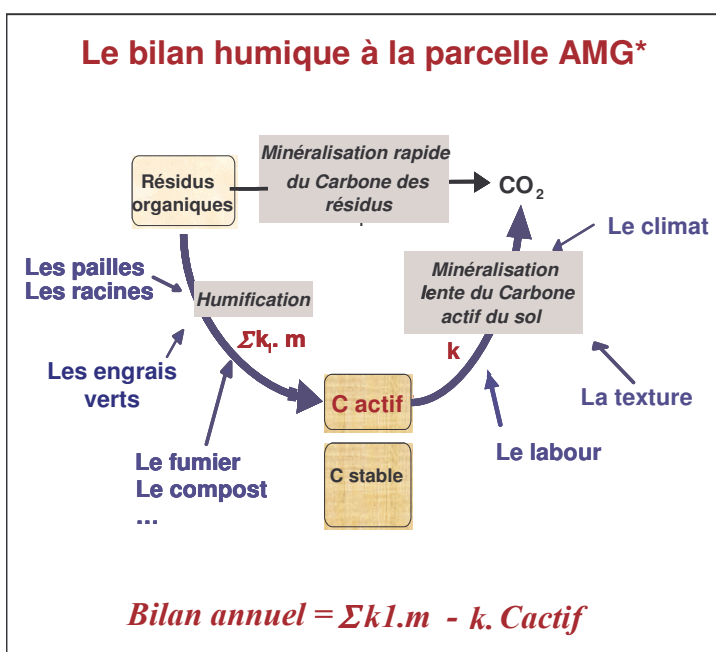 Le bilan humique à la parcelle AMG*
Minéralisation rapide
du Carbone des
résidus
Résidus
organiques
CO₂
Le climat
Les pailles
Les racines
Humification
Minéralisation
lente du Carbone
actif du sol
Σk₁. m
k
Les engrais
verts
C actif
La texture
Le labour
Le fumier
Le compost
...
C stable
Bilan annuel = Σk1.m - k. Cactif